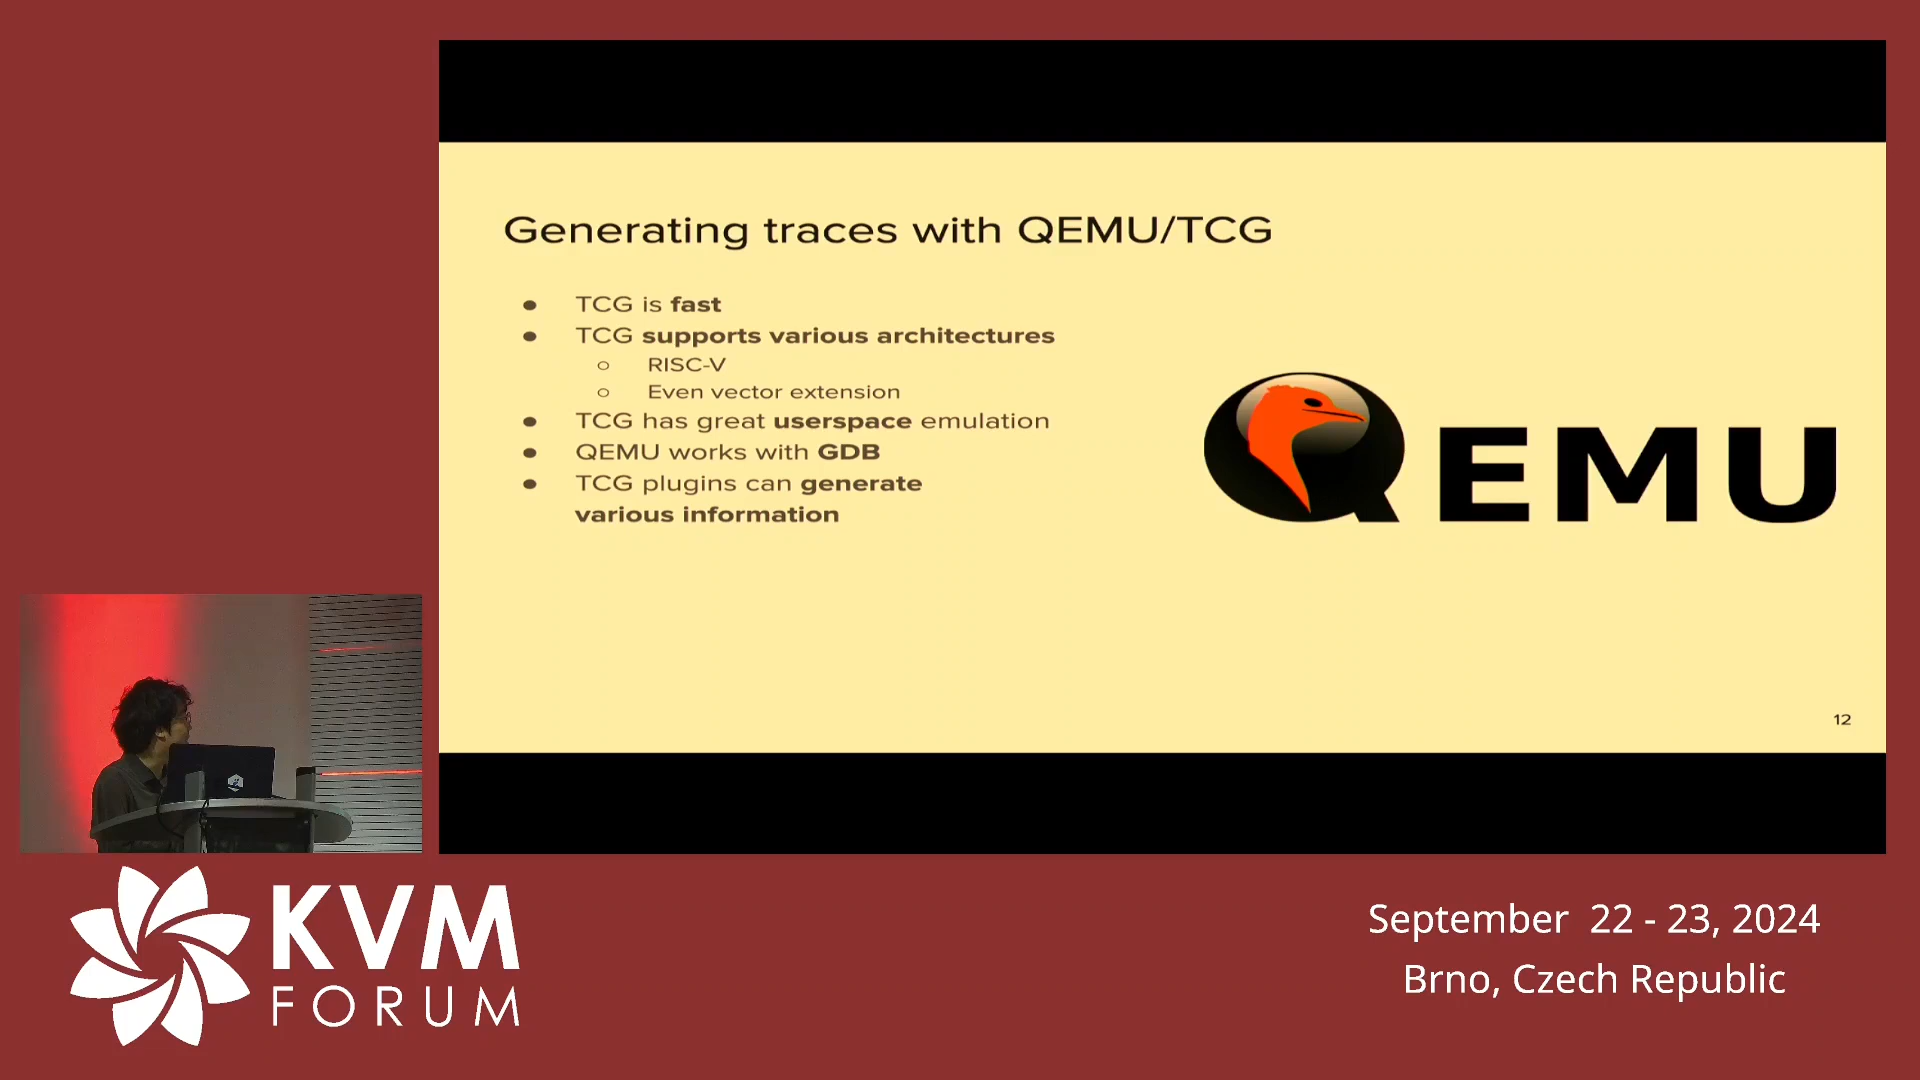 Generating traces with QEMU/TCG
● TCG is fast
● TCG supports various architectures
○ RISC-V
○ Even vector extension
● TCG has great userspace emulation
● QEMU works with GDB
● TCG plugins can generate
various information
QEMU
12
KVM
FORUM
September 22 - 23, 2024
Brno, Czech Republic